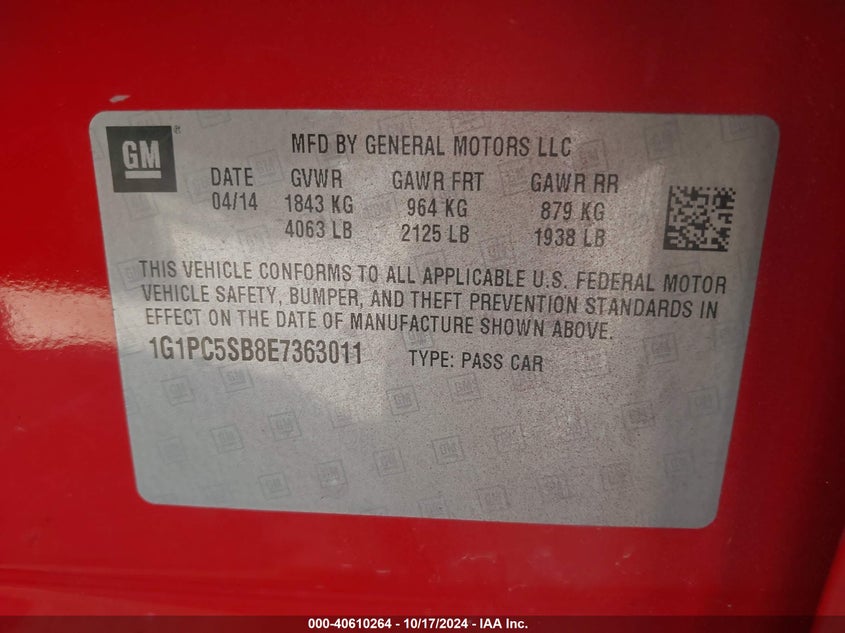 GM
MFD BY GENERAL MOTORS LLC
DATE GVWR GAWR FRT GAWR RR
04/14 1843 KG 964 KG 879 KG
4063 LB 2125 LB 1938 LB
THIS VEHICLE CONFORMS TO ALL APPLICABLE U.S. FEDERAL MOTOR
VEHICLE SAFETY, BUMPER, AND THEFT PREVENTION STANDARDS IN
EFFECT ON THE DATE OF MANUFACTURE SHOWN ABOVE.
1G1PC5SB8E7363011 TYPE: PASS CAR
000-40610264 - 10/17/2024 - IAA Inc.